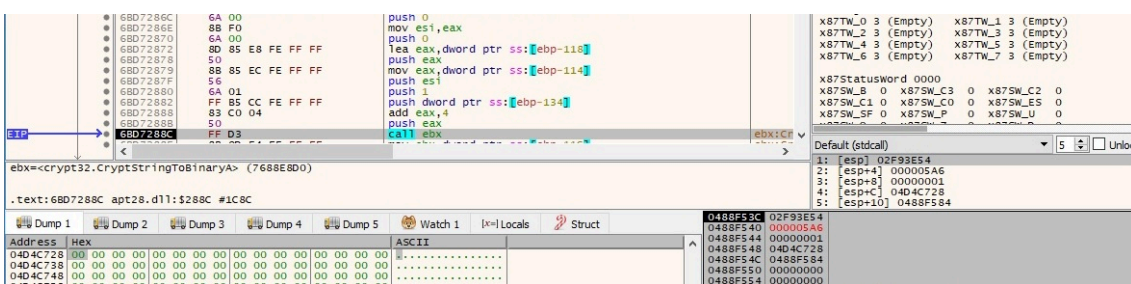 6BD7286C 6A 00 push 0
6BD7286E 8B F0 mov esi,eax
6BD72870 6A 00 push 0
6BD72872 8D 85 E8 FE FF FF lea eax,dword ptr ss:[ebp-118]
6BD72878 50 push eax
6BD72879 8B 85 EC FE FF FF mov eax,dword ptr ss:[ebp-114]
6BD7287F 56 push esi
6BD72880 6A 01 push 1
6BD72882 FF B5 CC FE FF FF push dword ptr ss:[ebp-134]
6BD72888 83 C0 04 add eax,4
6BD7288B 50 push eax
EIP 6BD7288C FF D3 call ebx ebx:Cr
ebx=<crypt32.CryptStringToBinaryA> (7688E8D0)
.text:6BD7288C apt28.dll:$288C #1C8C
x87TW_0 3 (Empty) x87TW_1 3 (Empty)
x87TW_2 3 (Empty) x87TW_3 3 (Empty)
x87TW_4 3 (Empty) x87TW_5 3 (Empty)
x87TW_6 3 (Empty) x87TW_7 3 (Empty)
x87StatusWord 0000
x87SW_B 0 x87SW_C3 0 x87SW_C2 0
x87SW_C1 0 x87SW_C0 0 x87SW_ES 0
x87SW_SF 0 x87SW_P 0 x87SW_U 0
Default (stdcall) 5 Unloc
1: [esp] 02F93E54
2: [esp+4] 000005A6
3: [esp+8] 00000001
4: [esp+C] 04D4C728
5: [esp+10] 0488F584
Dump 1 Dump 2 Dump 3 Dump 4 Dump 5 Watch 1 [x=] Locals Struct
Address Hex ASCII
04D4C728 00 00 00 00 00 00 00 00 00 00 00 00 00 00 00 00 ................
04D4C738 00 00 00 00 00 00 00 00 00 00 00 00 00 00 00 00 ................
04D4C748 00 00 00 00 00 00 00 00 00 00 00 00 00 00 00 00 ................
0488F53C 02F93E54
0488F540 000005A6
0488F544 00000001
0488F548 04D4C728
0488F54C 0488F584
0488F550 00000000
0488F554 00000000